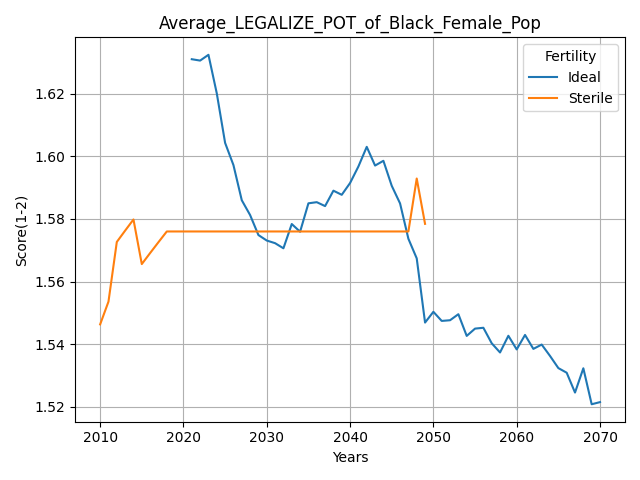 Average_LEGALIZE_POT_of_Black_Female_Pop
Fertility
Ideal
Sterile
Score(1-2)
1.62
1.60
1.58
1.56
1.54
1.52
2010 2020 2030 2040 2050 2060 2070
Years